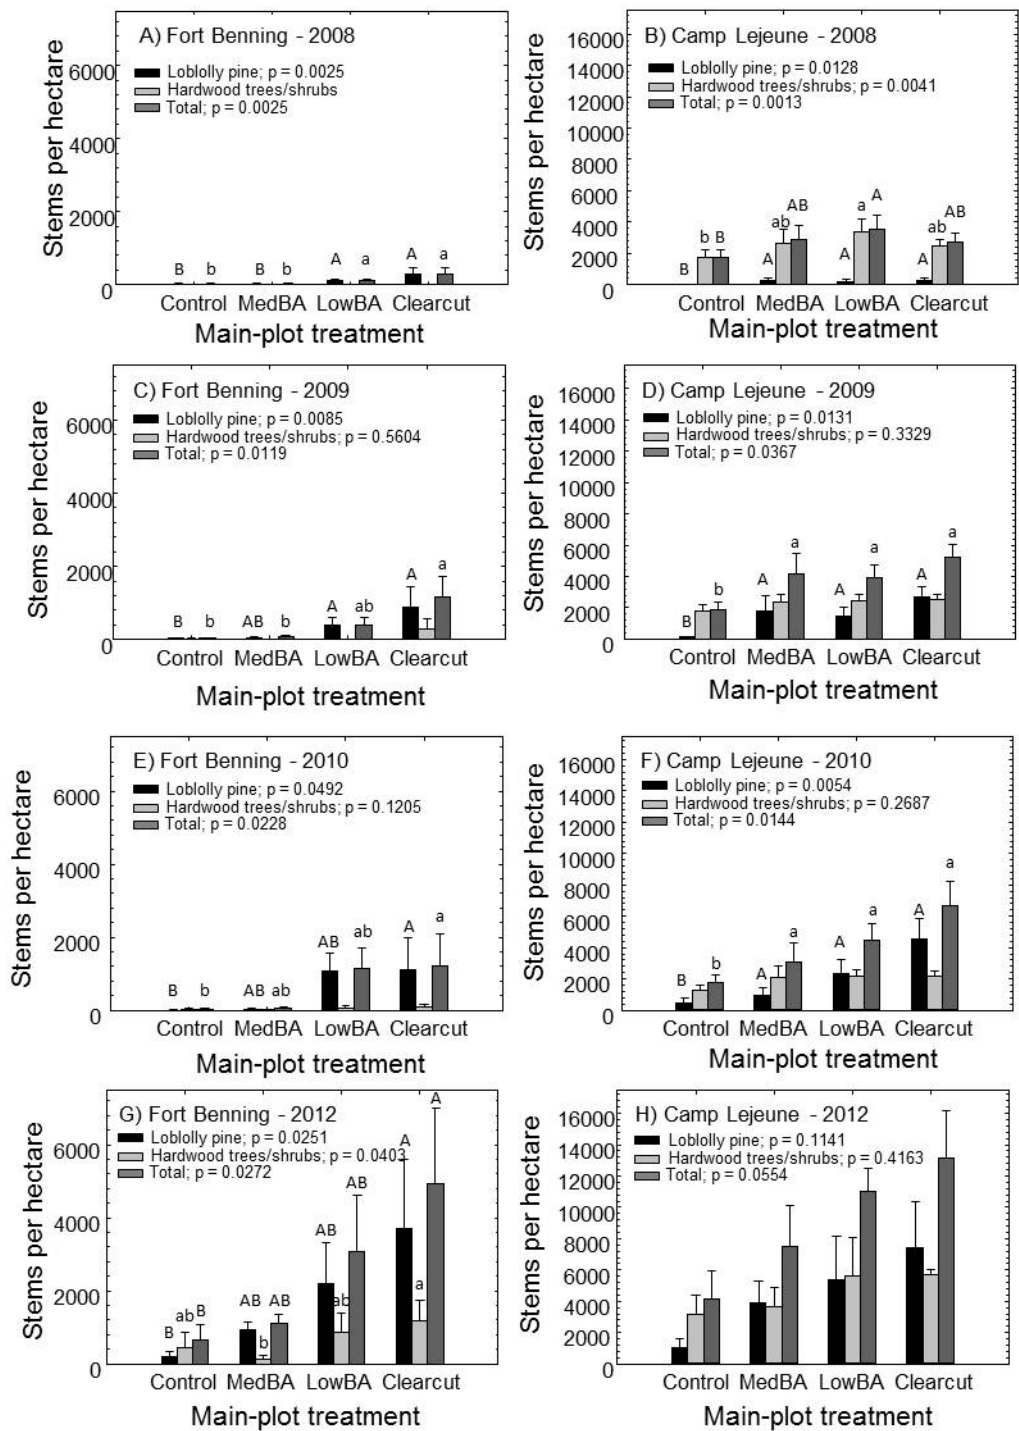 A) Fort Benning - 2008
Loblolly pine; p = 0.0025
Hardwood trees/shrubs
Total; p = 0.0025
Stems per hectare
6000
4000
2000
0
B b B b A a A a
Control MedBA LowBA Clearcut
Main-plot treatment
B) Camp Lejeune - 2008
Loblolly pine; p = 0.0128
Hardwood trees/shrubs; p = 0.0041
Total; p = 0.0013
Stems per hectare
16000
14000
12000
10000
8000
6000
4000
2000
0
B b B A ab AB A a A A ab AB
Control MedBA LowBA Clearcut
Main-plot treatment
C) Fort Benning - 2009
Loblolly pine; p = 0.0085
Hardwood trees/shrubs; p = 0.5604
Total; p = 0.0119
Stems per hectare
6000
4000
2000
0
B b AB b A ab A a
Control MedBA LowBA Clearcut
Main-plot treatment
D) Camp Lejeune - 2009
Loblolly pine; p = 0.0131
Hardwood trees/shrubs; p = 0.3329
Total; p = 0.0367
Stems per hectare
16000
14000
12000
10000
8000
6000
4000
2000
0
B b A a A a A a
Control MedBA LowBA Clearcut
Main-plot treatment
E) Fort Benning - 2010
Loblolly pine; p = 0.0492
Hardwood trees/shrubs; p = 0.1205
Total; p = 0.0228
Stems per hectare
6000
4000
2000
0
B b AB ab AB ab A a
Control MedBA LowBA Clearcut
Main-plot treatment
F) Camp Lejeune - 2010
Loblolly pine; p = 0.0054
Hardwood trees/shrubs; p = 0.2687
Total; p = 0.0144
Stems per hectare
16000
14000
12000
10000
8000
6000
4000
2000
0
B b A a A a A a
Control MedBA LowBA Clearcut
Main-plot treatment
G) Fort Benning - 2012
Loblolly pine; p = 0.0251
Hardwood trees/shrubs; p = 0.0403
Total; p = 0.0272
Stems per hectare
6000
4000
2000
0
B ab B AB b AB AB ab AB A a A
Control MedBA LowBA Clearcut
Main-plot treatment
H) Camp Lejeune - 2012
Loblolly pine; p = 0.1141
Hardwood trees/shrubs; p = 0.4163
Total; p = 0.0554
Stems per hectare
16000
14000
12000
10000
8000
6000
4000
2000
0
Control MedBA LowBA Clearcut
Main-plot treatment